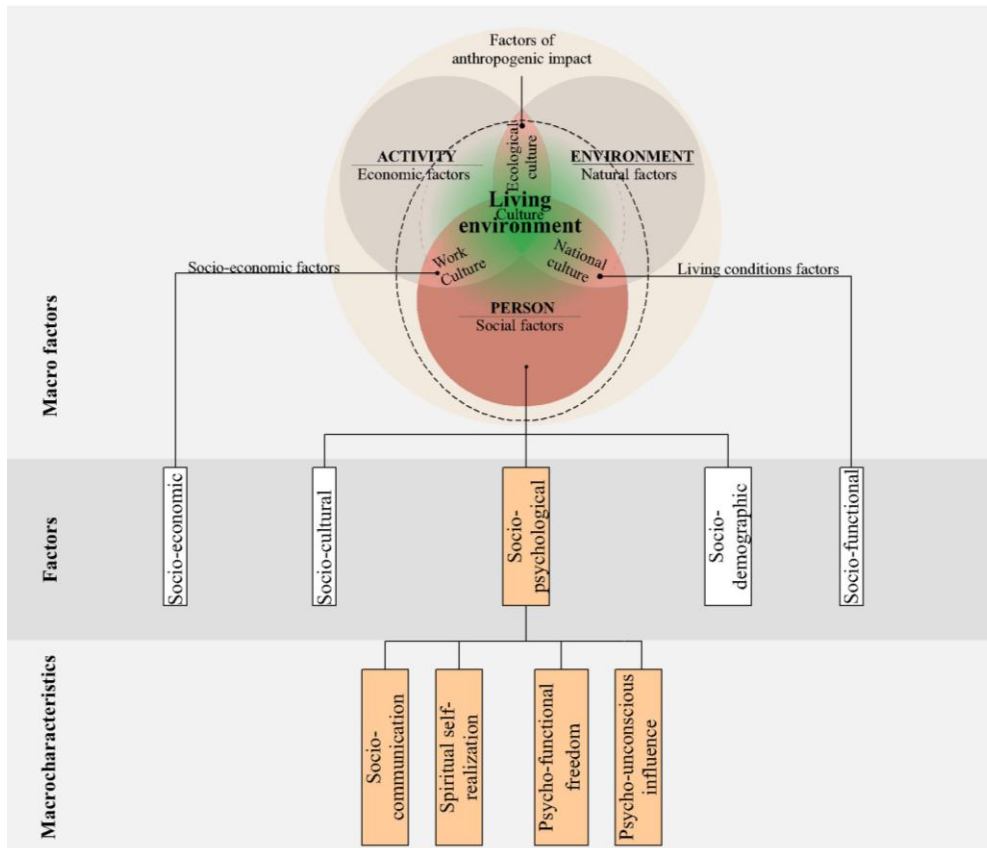 Factors of
anthropogenic impact
ACTIVITY
Economic factors
Ecological
culture
ENVIRONMENT
Natural factors
Living
Culture
environment
Work
Culture
National
culture
Socio-economic factors
Living conditions factors
PERSON
Social factors
Macro factors
Factors
Socio-economic
Socio-cultural
Socio-
psychological
Socio-
demographic
Socio-functional
Macrocharacteristics
Socio-
communication
Spiritual self-
realization
Psycho-functional
freedom
Psycho-unconscious
influence